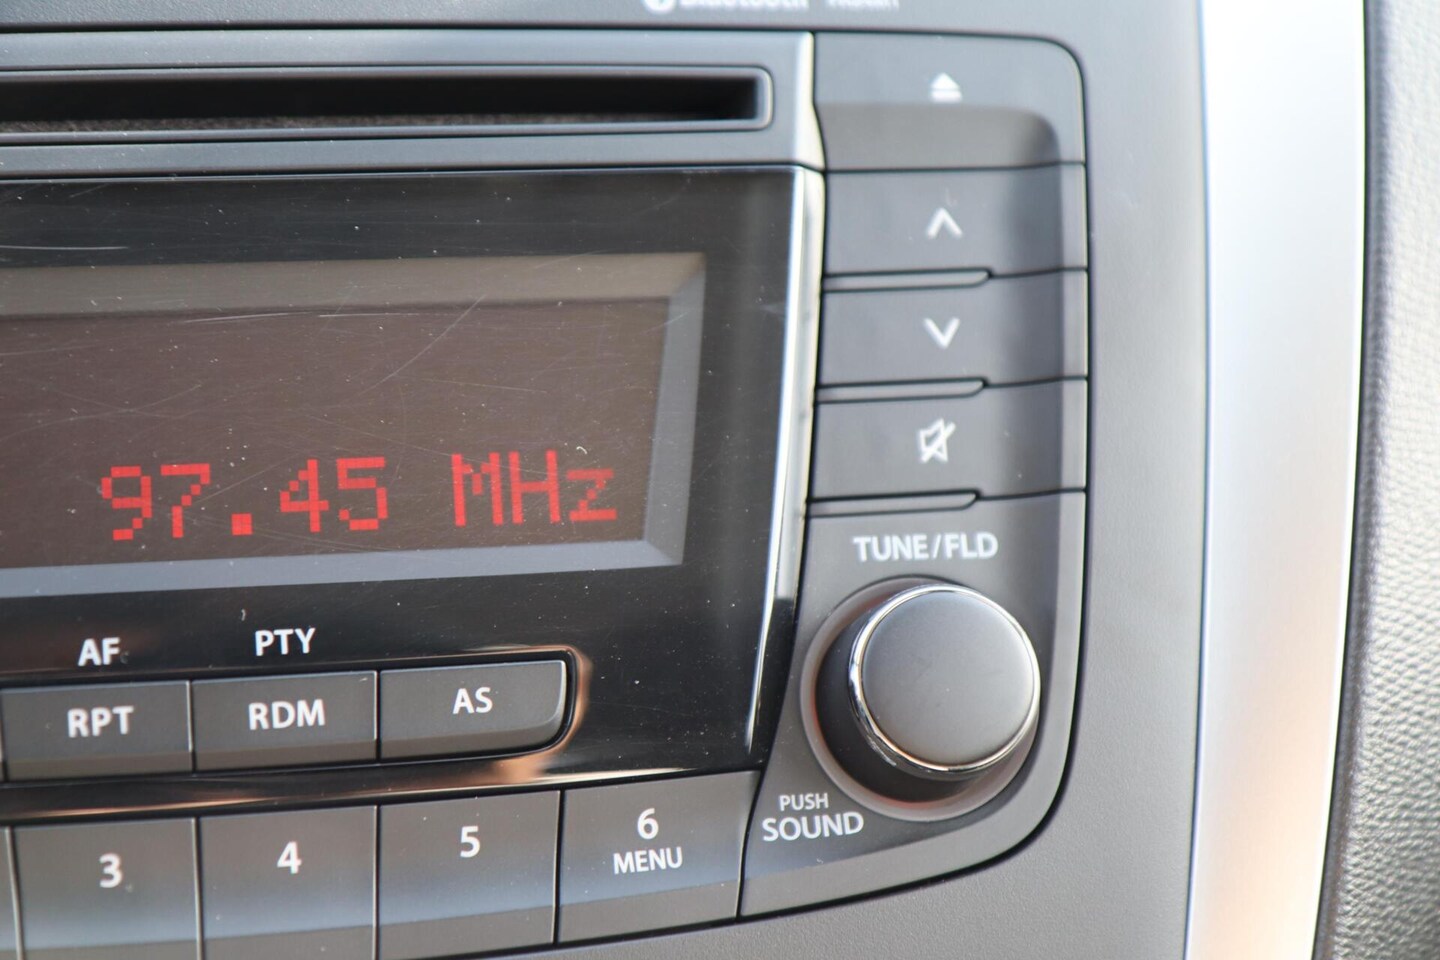 97.45 MHz
TUNE/FLD
AF PTY
RPT RDM AS
PUSH
SOUND
3 4 5 6
MENU